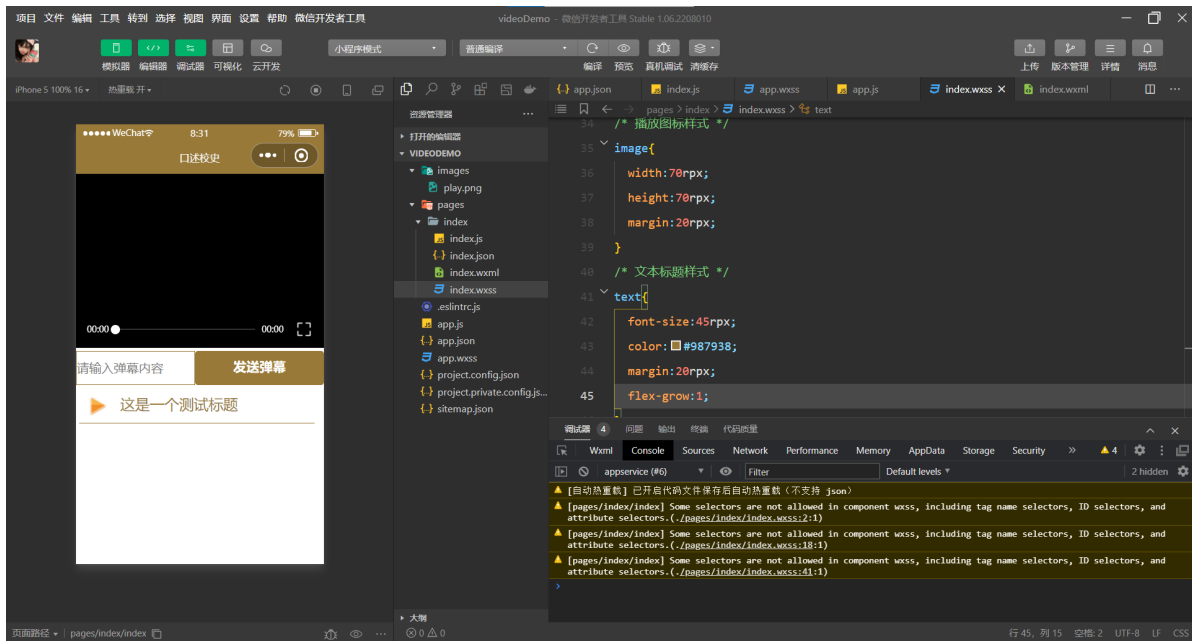 项目 文件 编辑 工具 转到 选择 视图 界面 设置 帮助 微信开发者工具
videoDemo - 微信开发者工具 Stable 1.06.2208010
小程序模式 普通编译
模拟器 编辑器 调试器 可视化 云开发 编译 预览 真机调试 清缓存 上传 版本管理 详情 消息
iPhone 5 100% 16 热重载 开
WeChat 8:31 79%
口述校史
00:00 00:00
请输入弹幕内容 发送弹幕
这是一个测试标题
页面路径 pages/index/index
资源管理器 ...
打开的编辑器
VIDEODEMO
images
play.png
pages
index
index.js
index.json
index.wxml
index.wxss
.eslintrc.js
app.js
app.json
app.wxss
project.config.json
project.private.config.js...
sitemap.json
大纲
0 0
app.json index.js app.wxss app.js index.wxss index.wxml
pages > index > index.wxss > text
34 /* 播放图标样式 */
35 image{
36 width:70rpx;
37 height:70rpx;
38 margin:20rpx;
39 }
40 /* 文本标题样式 */
41 text{
42 font-size:45rpx;
43 color:#987938;
44 margin:20rpx;
45 flex-grow:1;
调试器 4 问题 输出 终端 代码质量
Wxml Console Sources Network Performance Memory AppData Storage Security » 4
appservice (#6) Filter Default levels 2 hidden
[自动热重载] 已开启代码文件保存后自动热重载（不支持 json）
[pages/index/index] Some selectors are not allowed in component wxss, including tag name selectors, ID selectors, and
attribute selectors.(./pages/index/index.wxss:2:1)
[pages/index/index] Some selectors are not allowed in component wxss, including tag name selectors, ID selectors, and
attribute selectors.(./pages/index/index.wxss:18:1)
[pages/index/index] Some selectors are not allowed in component wxss, including tag name selectors, ID selectors, and
attribute selectors.(./pages/index/index.wxss:41:1)
行 45，列 15 空格: 2 UTF-8 LF CSS